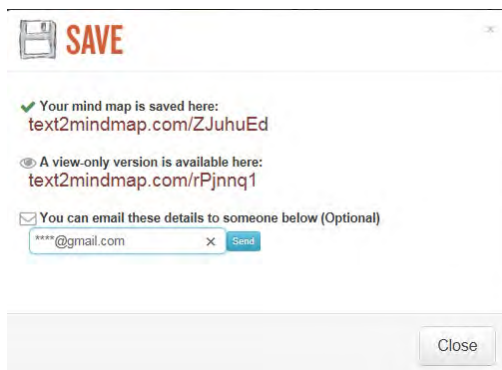 SAVE
Your mind map is saved here:
text2mindmap.com/ZJuhuEd
A view-only version is available here:
text2mindmap.com/rPjnnq1
You can email these details to someone below (Optional)
****@gmail.com × Send
Close